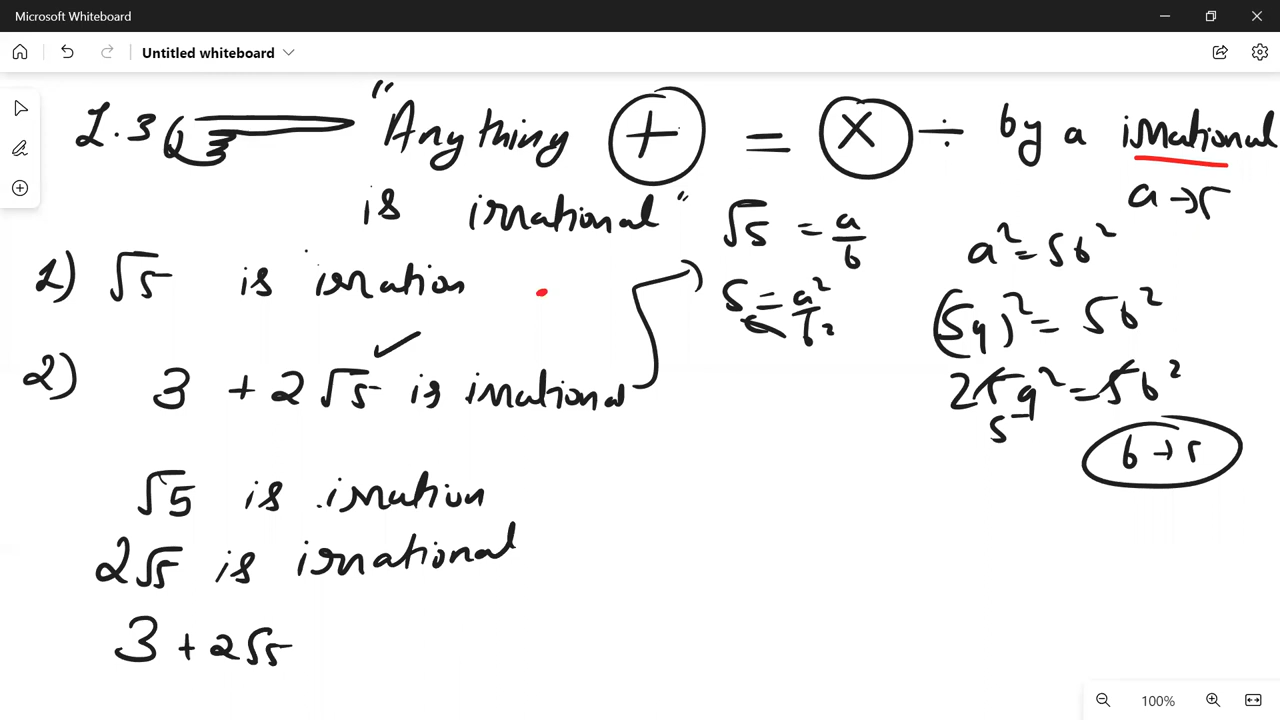 Microsoft Whiteboard
Untitled whiteboard
1.3 "Anything + = × ÷ by a irrational
is irrational"
a → 5
1) √5 is irration
2) 3 + 2√5 is irrational
√5 is irration
2√5 is irrational
3 + 2√5
√5 = a/b
5 = a²/b²
a² = 5b²
(5q)² = 5b²
25q² = 5b²
5
b → 5
100%